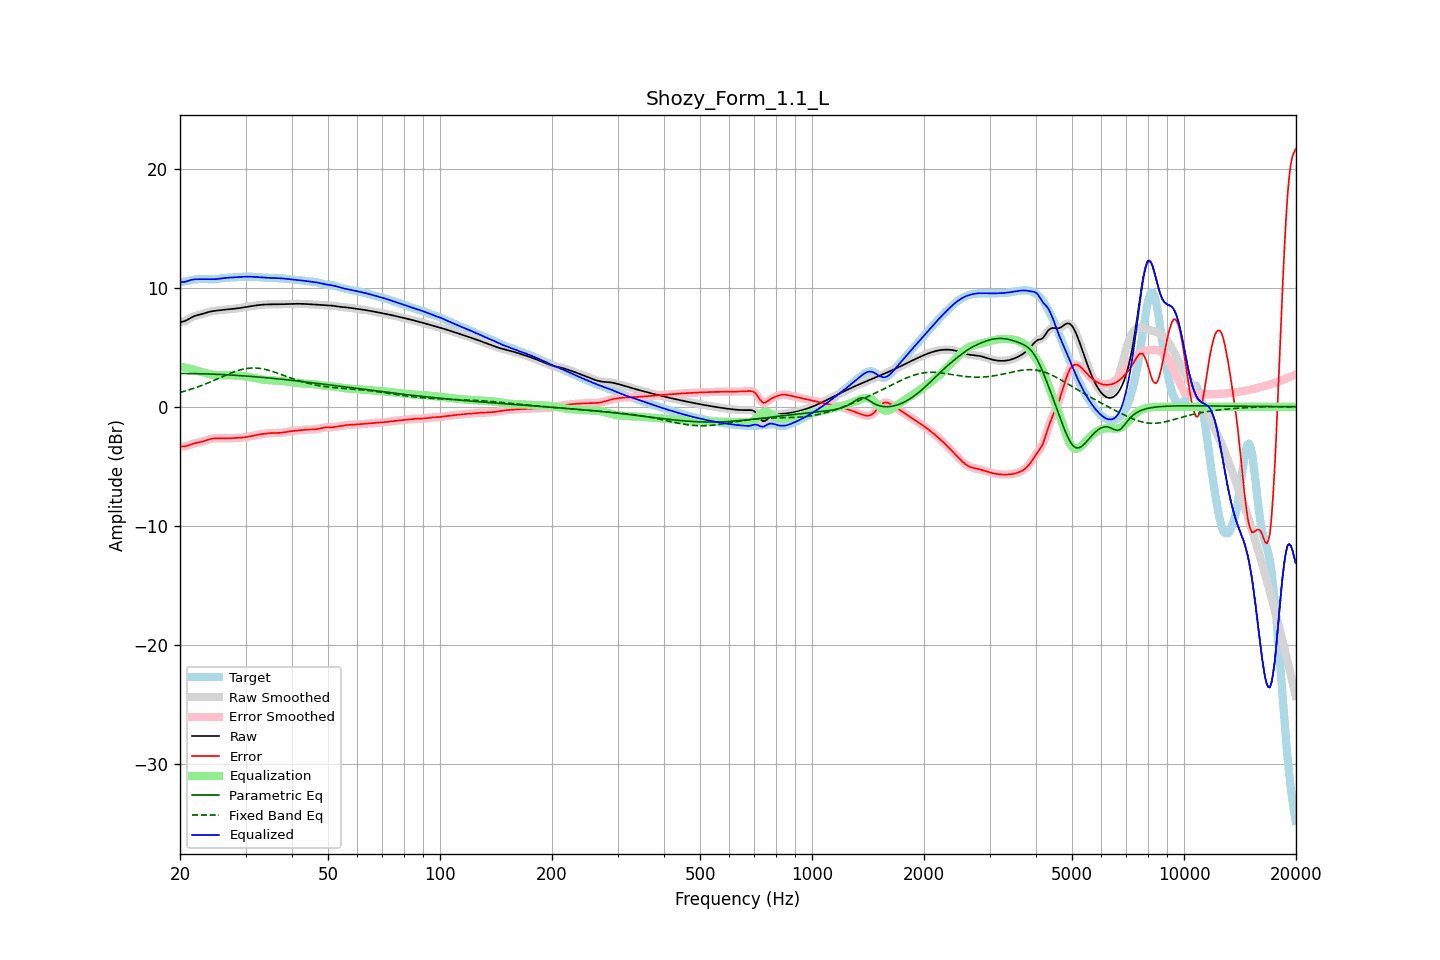 Shozy_Form_1.1_L
20
10
0
−10
−20
−30
Amplitude (dBr)
Target
Raw Smoothed
Error Smoothed
Raw
Error
Equalization
Parametric Eq
Fixed Band Eq
Equalized
20 50 100 200 500 1000 2000 5000 10000 20000
Frequency (Hz)